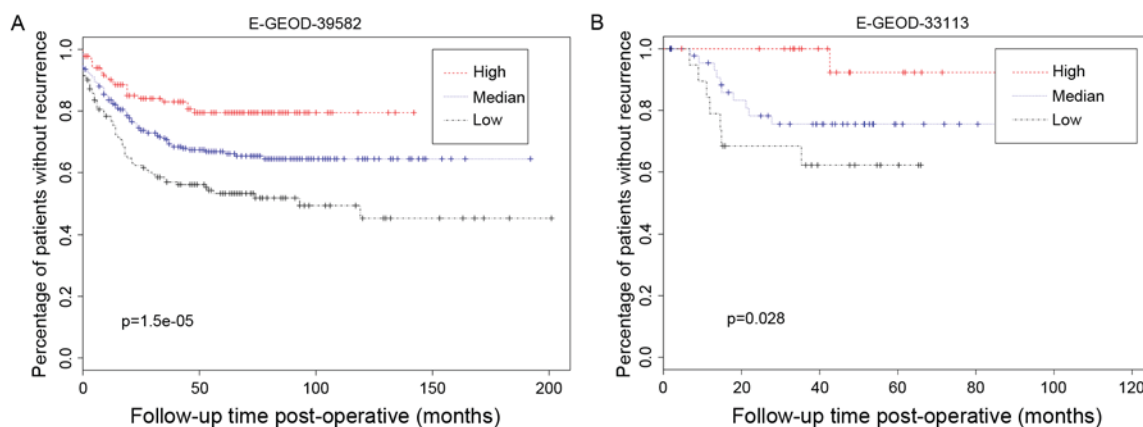 A
E-GEOD-39582
Percentage of patients without recurrence
1.0
0.8
0.6
0.4
0.2
0.0
High
Median
Low
p=1.5e-05
0
50
100
150
200
Follow-up time post-operative (months)
B
E-GEOD-33113
Percentage of patients without recurrence
1.0
0.8
0.6
0.4
0.2
0.0
High
Median
Low
p=0.028
0
20
40
60
80
100
120
Follow-up time post-operative (months)